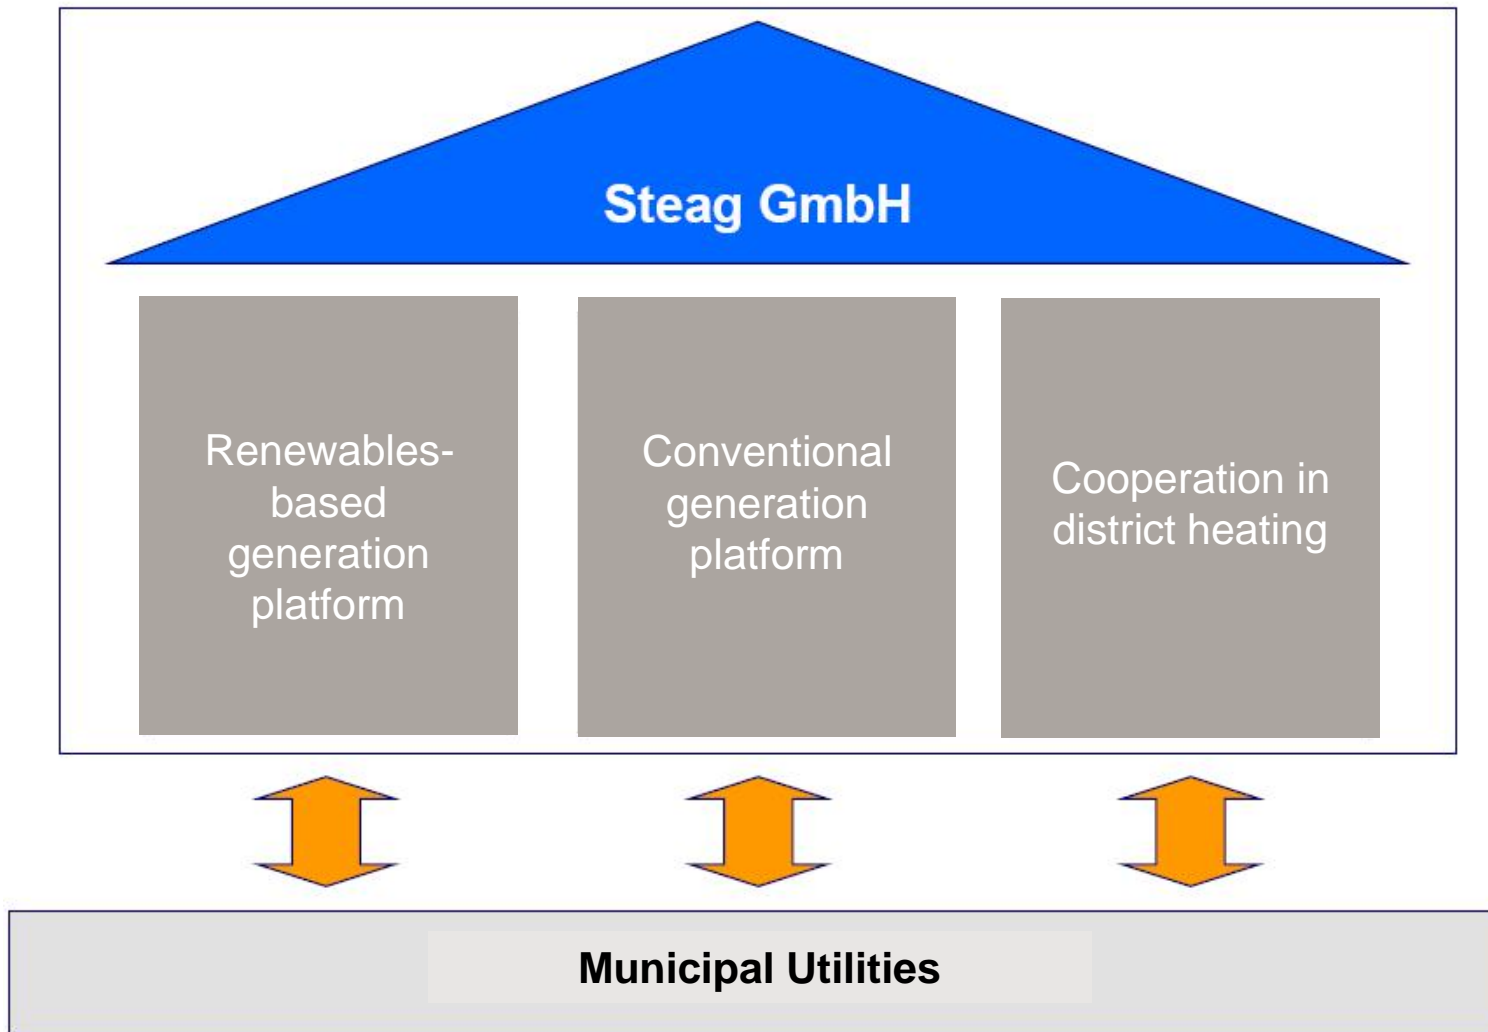 Steag GmbH
Renewables-
based
generation
platform
Conventional
generation
platform
Cooperation in
district heating
Municipal Utilities